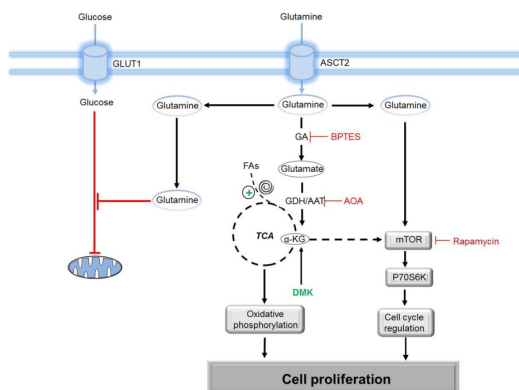 Glucose
Glutamine
GLUT1
ASCT2
Glucose
Glutamine
Glutamine
Glutamine
GA
BPTES
FAs
Glutamate
+
Glutamine
GDH/AAT
AOA
TCA
α-KG
mTOR
Rapamycin
P70S6K
DMK
Oxidative
phosphorylation
Cell cycle
regulation
Cell proliferation